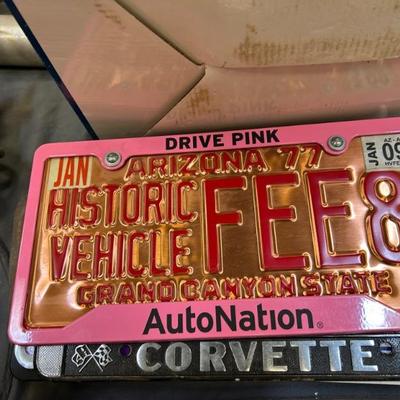 DRIVE PINK
JAN ARIZONA 77 JAN 09
HISTORIC
VEHICLE FEE8
GRAND CANYON STATE
AutoNation®
CORVETTE